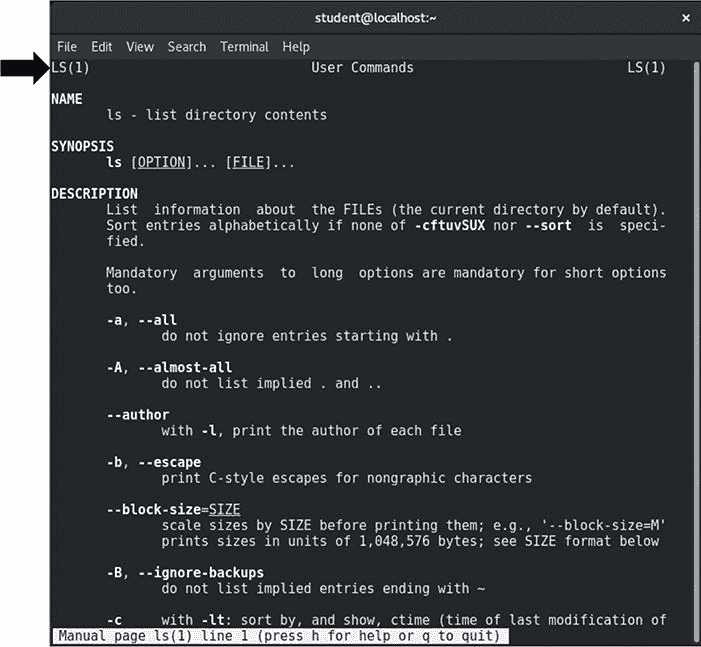 student@localhost:~ ×
File Edit View Search Terminal Help
LS(1) User Commands LS(1)
NAME
ls - list directory contents
SYNOPSIS
ls [OPTION]... [FILE]...
DESCRIPTION
List information about the FILEs (the current directory by default).
Sort entries alphabetically if none of -cftuvSUX nor --sort is speci-
fied.
Mandatory arguments to long options are mandatory for short options
too.
-a, --all
do not ignore entries starting with .
-A, --almost-all
do not list implied . and ..
--author
with -l, print the author of each file
-b, --escape
print C-style escapes for nongraphic characters
--block-size=SIZE
scale sizes by SIZE before printing them; e.g., '--block-size=M'
prints sizes in units of 1,048,576 bytes; see SIZE format below
-B, --ignore-backups
do not list implied entries ending with ~
-c with -lt: sort by, and show, ctime (time of last modification of
Manual page ls(1) line 1 (press h for help or q to quit)